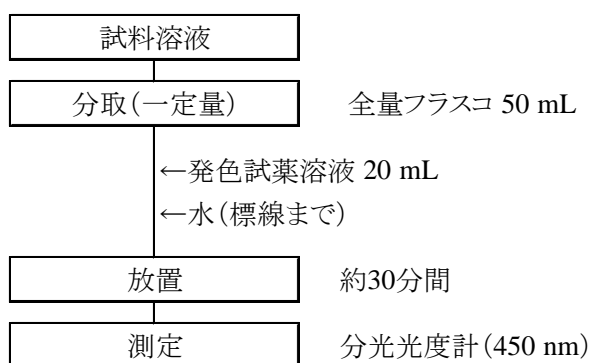 試料溶液
分取(一定量) 全量フラスコ 50 mL
←発色試薬溶液 20 mL
←水(標線まで)
放置 約30分間
測定 分光光度計(450 nm)